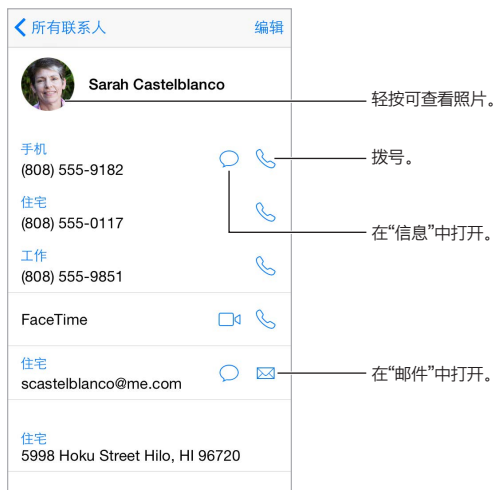 所有联系人 编辑
Sarah Castelblanco
轻按可查看照片。
手机
(808) 555-9182
拨号。
住宅
(808) 555-0117
在“信息”中打开。
工作
(808) 555-9851
FaceTime
住宅
scastelblanco@me.com
在“邮件”中打开。
住宅
5998 Hoku Street Hilo, HI 96720